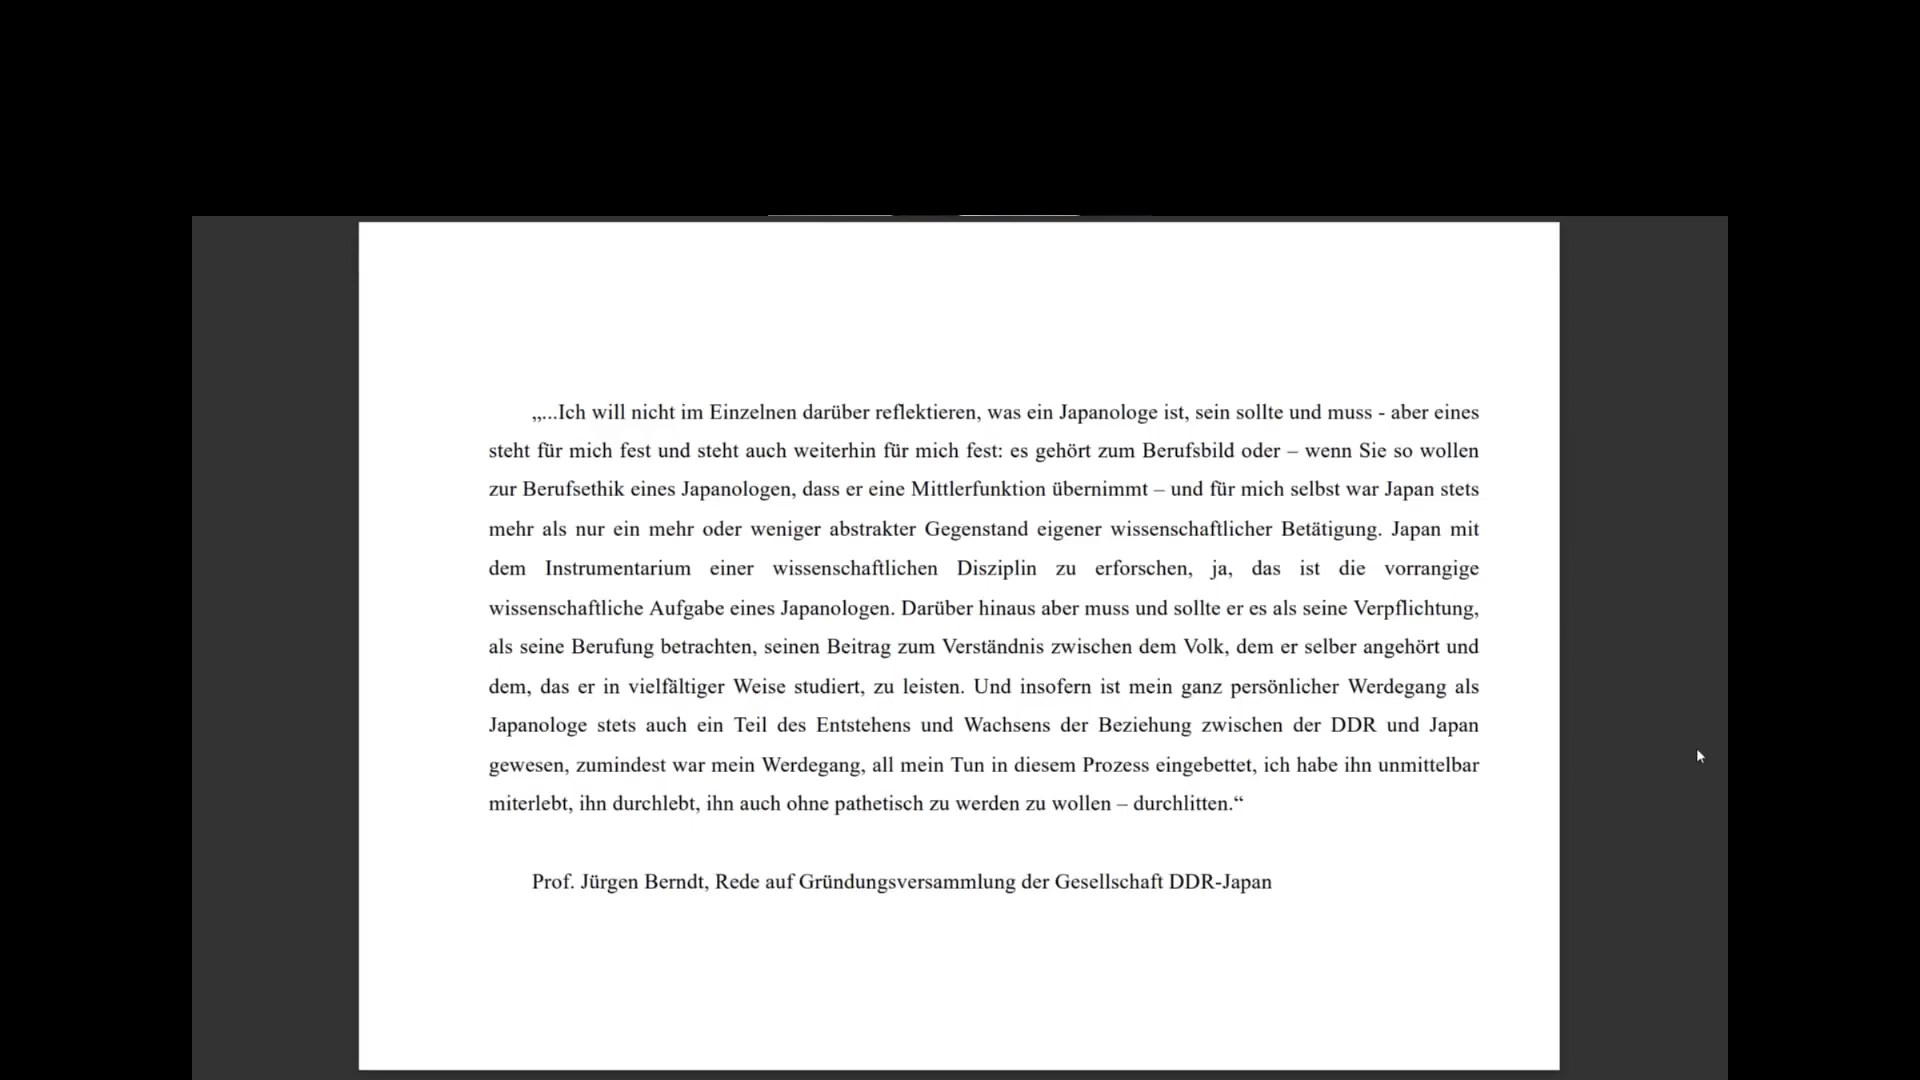 „...Ich will nicht im Einzelnen darüber reflektieren, was ein Japanologe ist, sein sollte und muss - aber eines
steht für mich fest und steht auch weiterhin für mich fest: es gehört zum Berufsbild oder – wenn Sie so wollen
zur Berufsethik eines Japanologen, dass er eine Mittlerfunktion übernimmt – und für mich selbst war Japan stets
mehr als nur ein mehr oder weniger abstrakter Gegenstand eigener wissenschaftlicher Betätigung. Japan mit
dem Instrumentarium einer wissenschaftlichen Disziplin zu erforschen, ja, das ist die vorrangige
wissenschaftliche Aufgabe eines Japanologen. Darüber hinaus aber muss und sollte er es als seine Verpflichtung,
als seine Berufung betrachten, seinen Beitrag zum Verständnis zwischen dem Volk, dem er selber angehört und
dem, das er in vielfältiger Weise studiert, zu leisten. Und insofern ist mein ganz persönlicher Werdegang als
Japanologe stets auch ein Teil des Entstehens und Wachsens der Beziehung zwischen der DDR und Japan
gewesen, zumindest war mein Werdegang, all mein Tun in diesem Prozess eingebettet, ich habe ihn unmittelbar
miterlebt, ihn durchlebt, ihn auch ohne pathetisch zu werden zu wollen – durchlitten.“
Prof. Jürgen Berndt, Rede auf Gründungsversammlung der Gesellschaft DDR-Japan